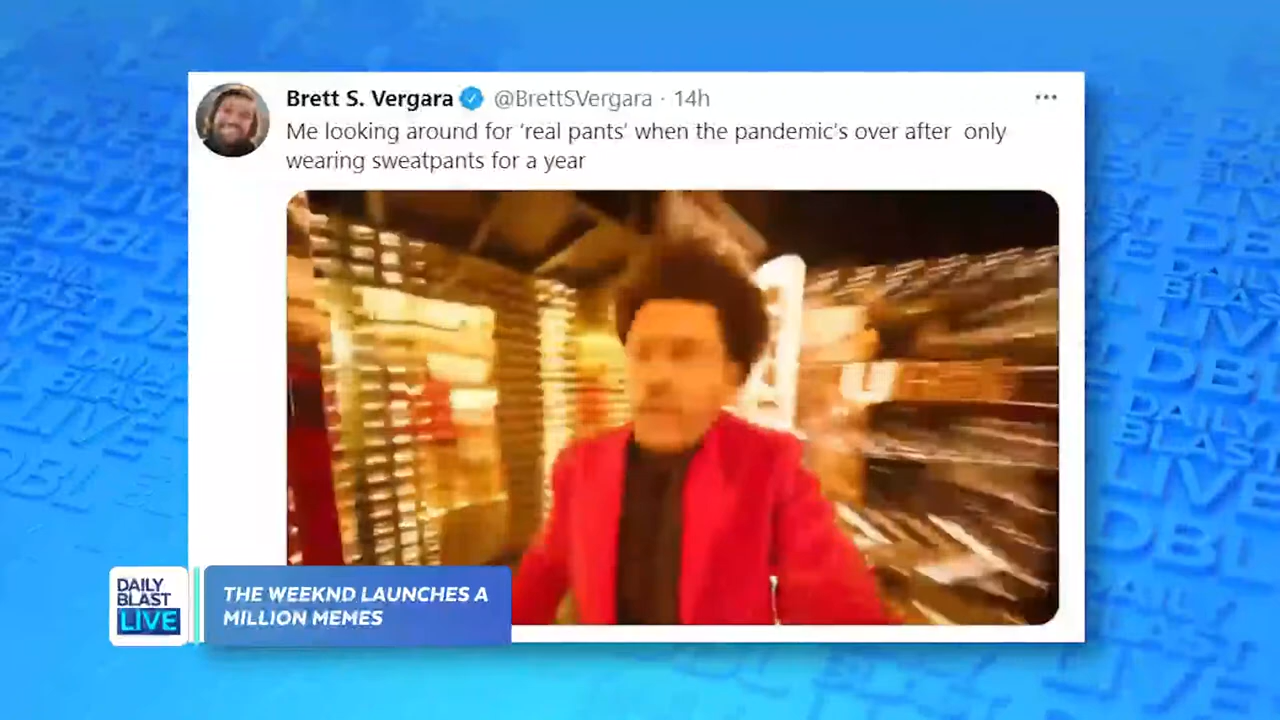 Brett S. Vergara @BrettSVergara · 14h
Me looking around for ‘real pants’ when the pandemic's over after only
wearing sweatpants for a year
DAILY
BLAST
LIVE
THE WEEKND LAUNCHES A
MILLION MEMES